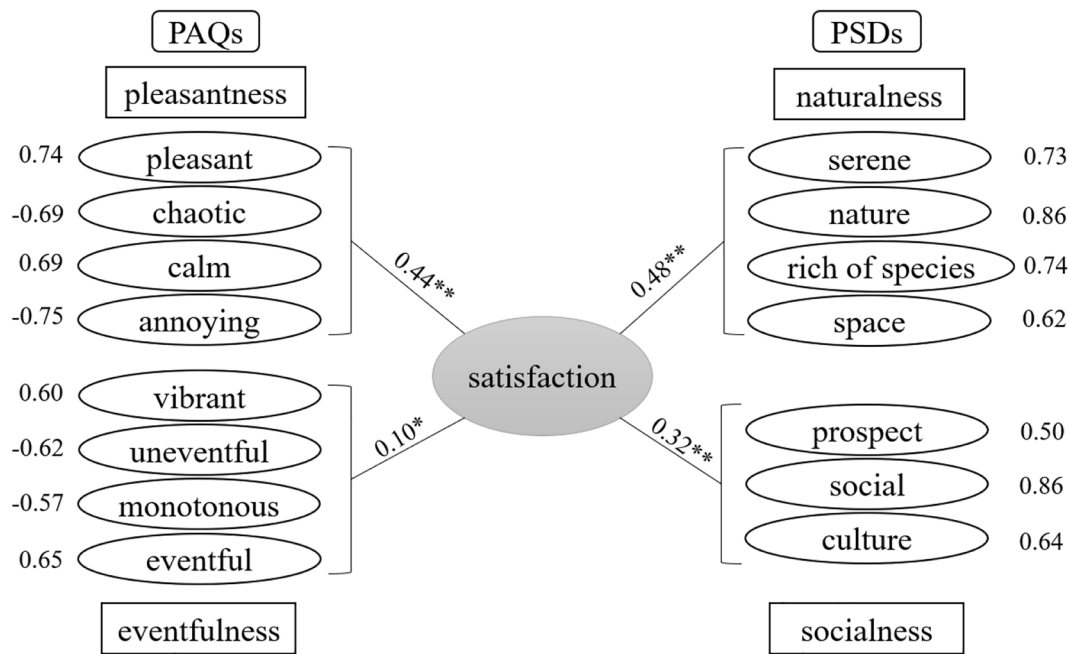 PAQs
pleasantness
0.74 pleasant
-0.69 chaotic
0.69 calm
-0.75 annoying
0.44**
0.60 vibrant
-0.62 uneventful
-0.57 monotonous
0.65 eventful
0.10*
eventfulness
satisfaction
PSDs
naturalness
serene 0.73
nature 0.86
rich of species 0.74
space 0.62
0.48**
prospect 0.50
social 0.86
culture 0.64
0.32**
socialness